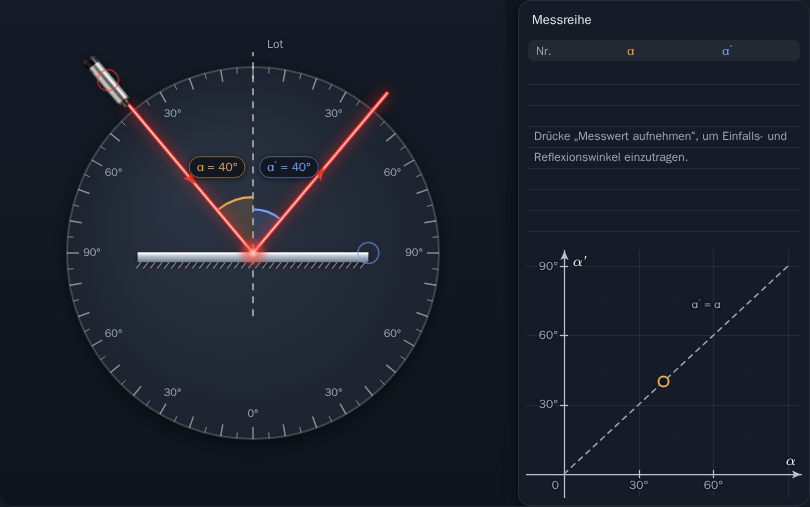 Lot
30°
30°
α = 40°
α′ = 40°
60°
60°
90°
90°
60°
60°
30°
30°
0°
Messreihe
Nr. α α′
Drücke „Messwert aufnehmen“, um Einfalls- und
Reflexionswinkel einzutragen.
90°
α′
α′ = α
60°
30°
α
0
30°
60°